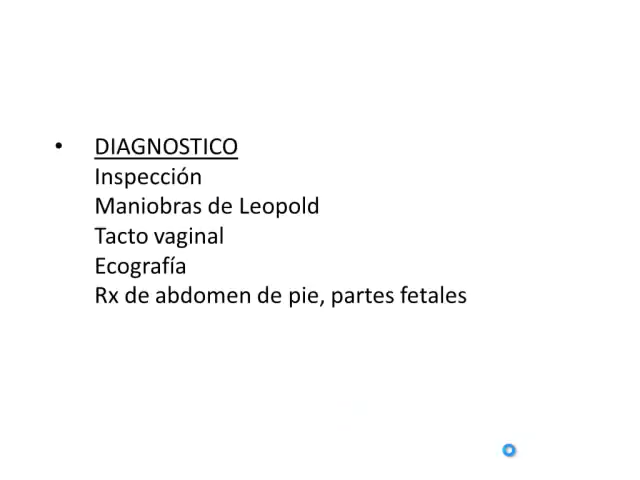 • DIAGNOSTICO
Inspección
Maniobras de Leopold
Tacto vaginal
Ecografía
Rx de abdomen de pie, partes fetales